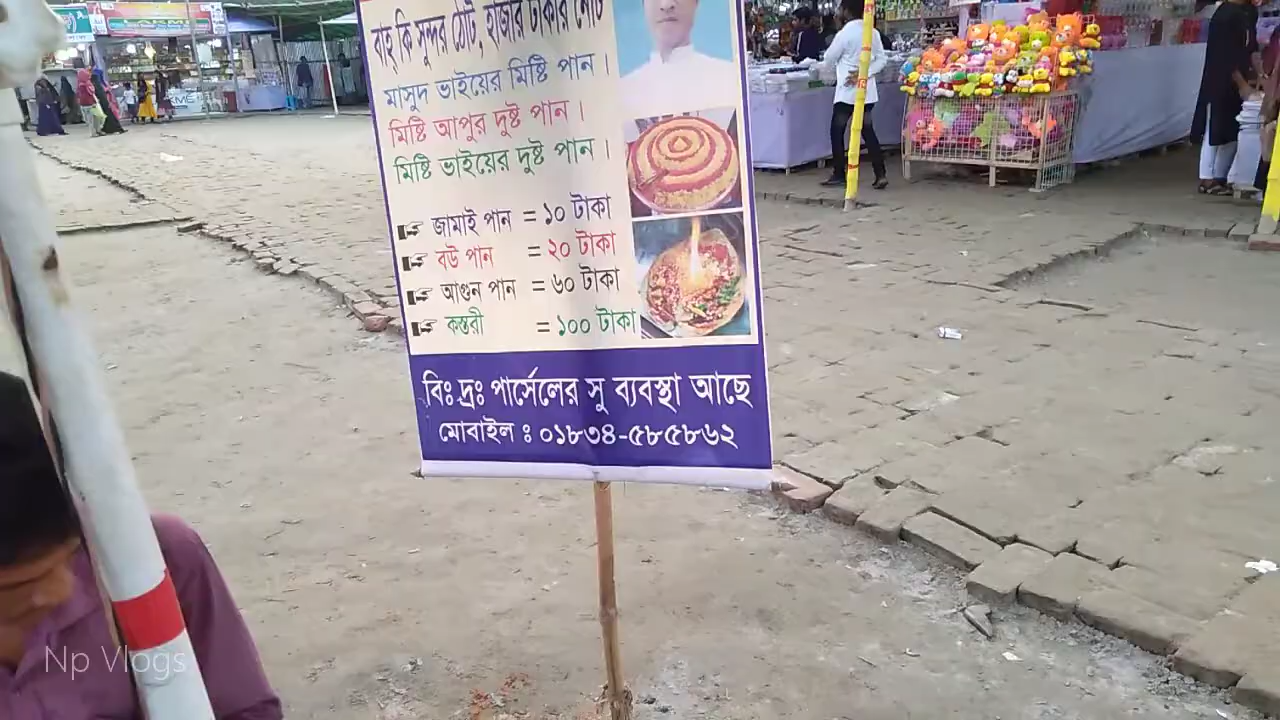 বাহ্ কি সুন্দর ঠোঁট, হাজার টাকার নোট
মাসুদ ভাইয়ের মিষ্টি পান।
মিষ্টি আপুর দুষ্ট পান।
মিষ্টি ভাইয়ের দুষ্ট পান।
জামাই পান = ১০ টাকা
বউ পান = ২০ টাকা
আগুন পান = ৬০ টাকা
কস্তুরী = ১০০ টাকা
বিঃ দ্রঃ পার্সেলের সু ব্যবস্থা আছে
মোবাইল ঃ ০১৮৩৪-৫৮৫৮৬২
Np Vlogs